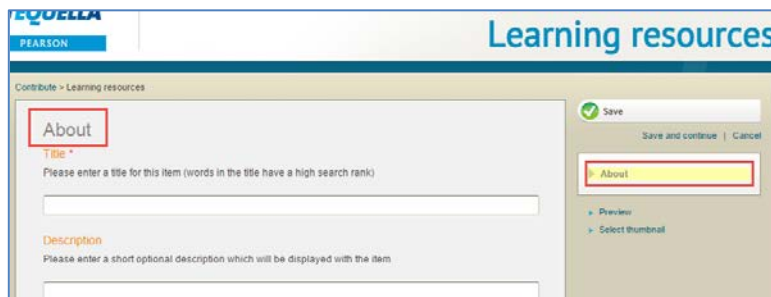 EQUELLA
PEARSON
Learning resources
Contribute > Learning resources
About
Title *
Please enter a title for this item (words in the title have a high search rank)
Description
Please enter a short optional description which will be displayed with the item
Save
Save and continue | Cancel
About
Preview
Select thumbnail